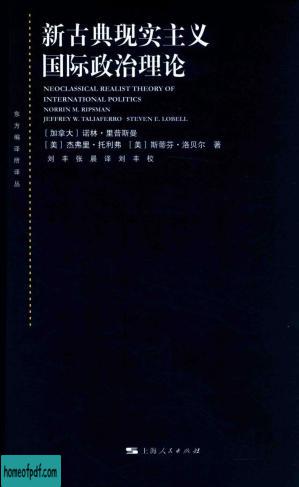 新古典现实主义
国际政治理论
NEOCLASSICAL REALIST THEORY OF
INTERNATIONAL POLITICS
NORRIN M. RIPSMAN
JEFFREY W. TALIAFERRO STEVEN E. LOBELL
[加拿大] 诺林·里普斯曼
[美] 杰弗里·托利弗 [美] 斯蒂芬·洛贝尔 著
刘丰 张晨 译 刘丰 校
东方编译所译丛
上海人民出版社
homeofpdf.com